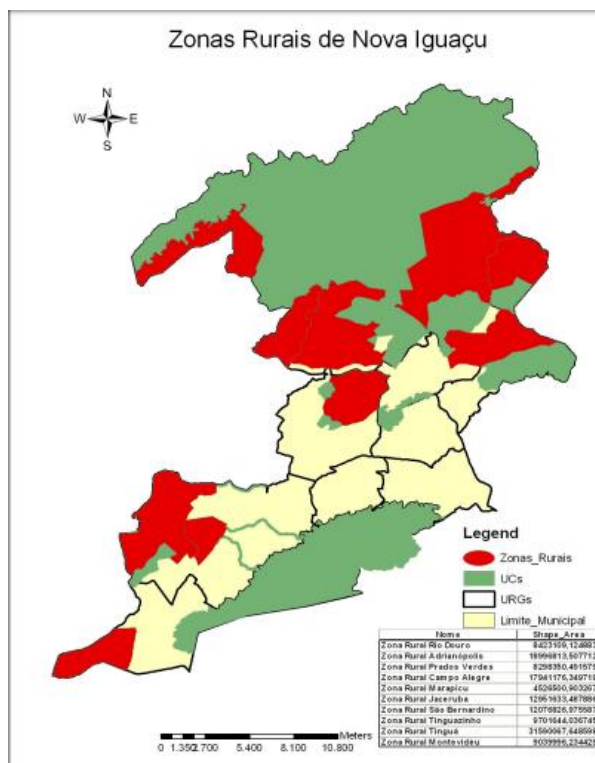 Zonas Rurais de Nova Iguaçu
N
W E
S
Legend
Zonas_Rurais
UCs
URGs
Limite_Municipal
Nome Shape_Area
Zona Rural Rio Douro
Zona Rural Adrianópolis
Zona Rural Prados Verdes
Zona Rural Campo Alegre
Zona Rural Marapicu
Zona Rural Jaceruba
Zona Rural São Bernardino
Zona Rural Tinguazinho
Zona Rural Tinguá
Zona Rural Montevidéu
Meters
0 1.350 2.700 5.400 8.100 10.800